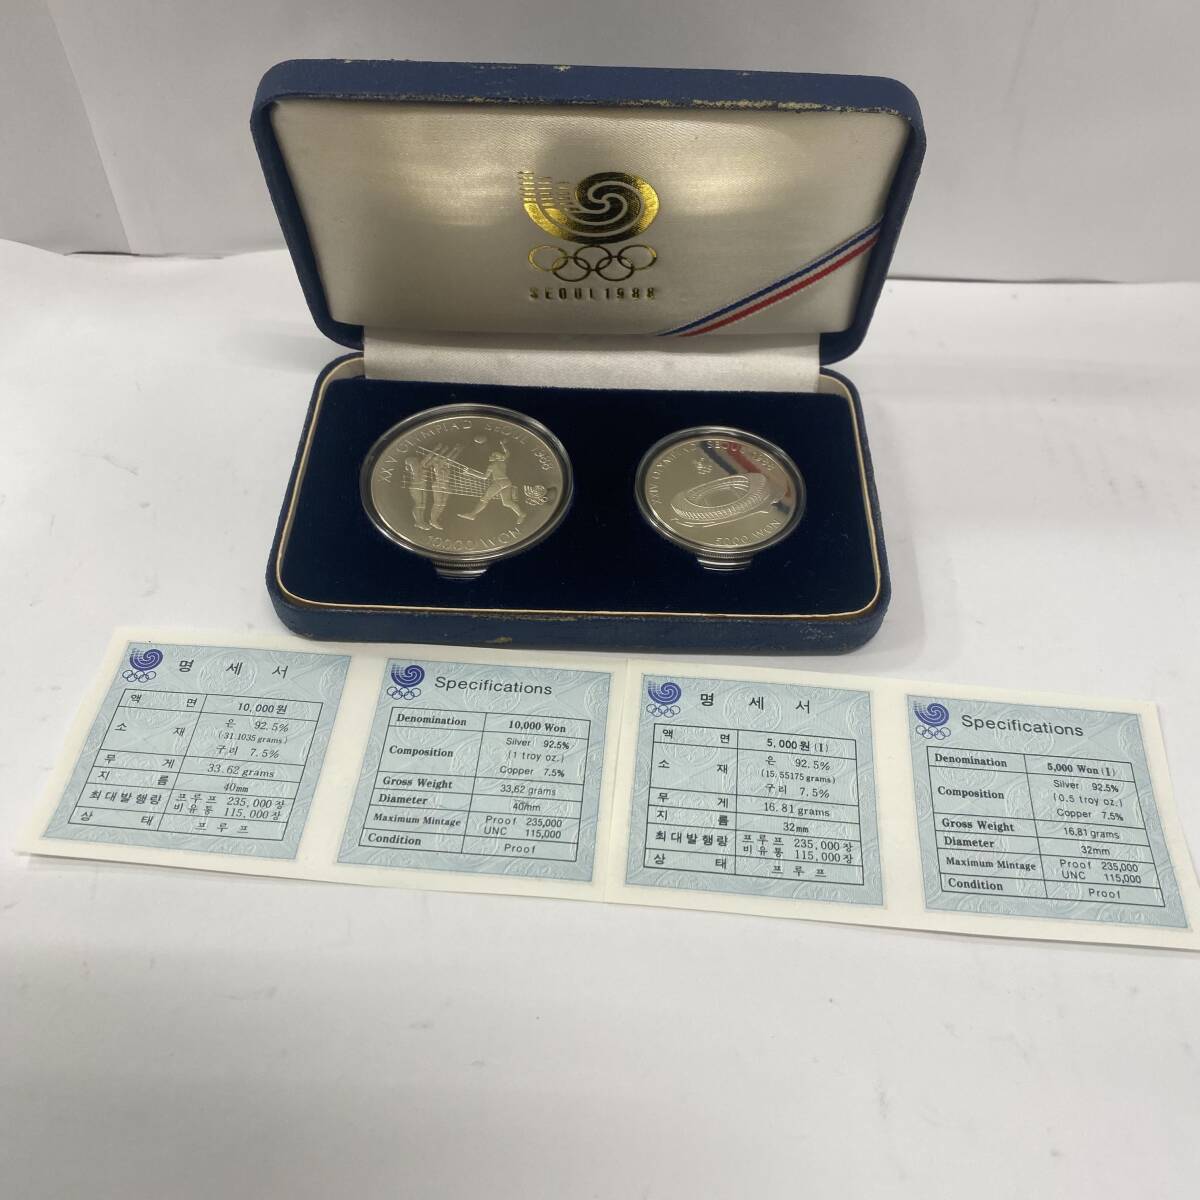 SEOUL 1988
XXIV OLYMPIAD SEOUL 1988
10000 WON
XXIV OLYMPIAD SEOUL 1988
5000 WON
명 세 서
액 면 10,000원
소 재 은 92.5%
(31.1035 grams)
구리 7.5%
무 게 33.62 grams
지 름 40mm
최대발행량 프루프 235,000장
비유통 115,000장
상 태 프루프
Specifications
Denomination 10,000 Won
Composition Silver 92.5%
(1 troy oz.)
Copper 7.5%
Gross Weight 33,62 grams
Diameter 40mm
Maximum Mintage Proof 235,000
UNC 115,000
Condition Proof
명 세 서
액 면 5,000원(I)
소 재 은 92.5%
(15.55175 grams)
구리 7.5%
무 게 16.81 grams
지 름 32mm
최대발행량 프루프 235,000장
비유통 115,000장
상 태 프루프
Specifications
Denomination 5,000 Won (I)
Composition Silver 92.5%
(0.5 troy oz.)
Copper 7.5%
Gross Weight 16,81 grams
Diameter 32mm
Maximum Mintage Proof 235,000
UNC 115,000
Condition Proof